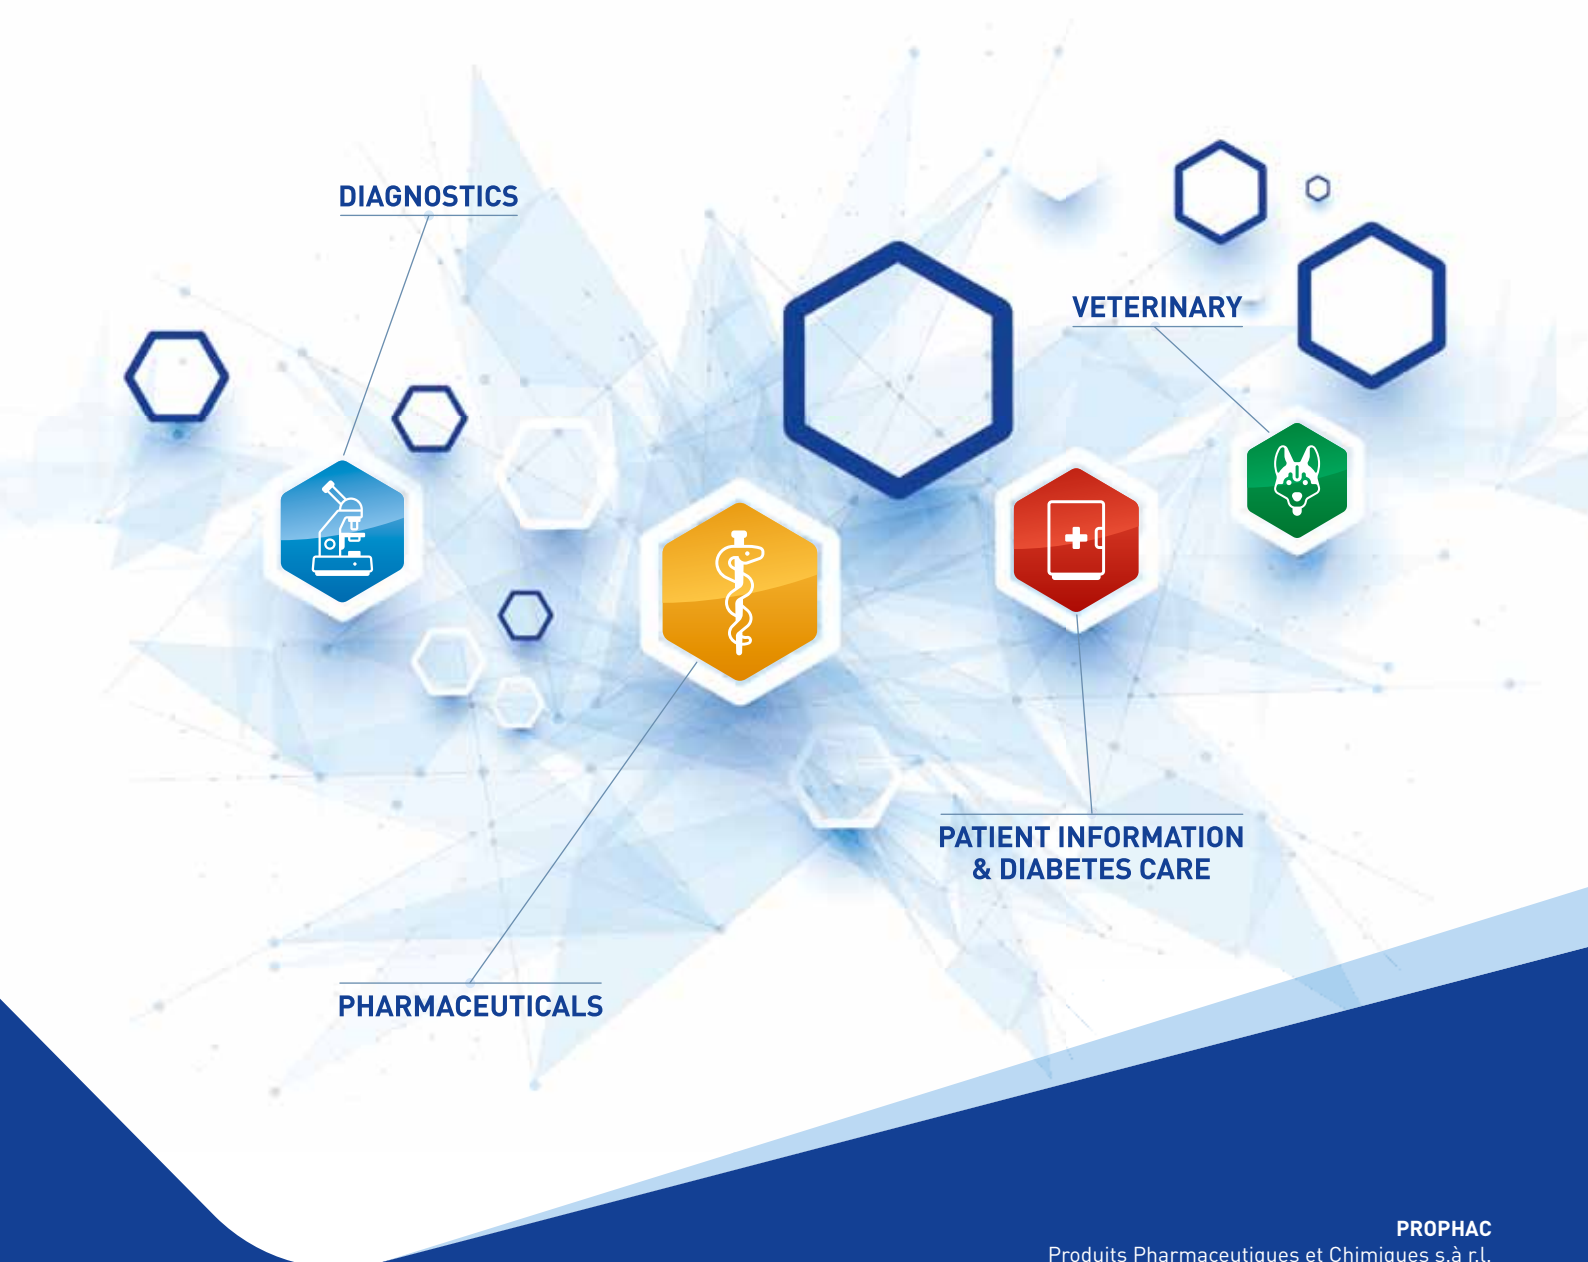 DIAGNOSTICS
VETERINARY
PATIENT INFORMATION
& DIABETES CARE
PHARMACEUTICALS
PROPHAC
Produits Pharmaceutiques et Chimiques s.à r.l.